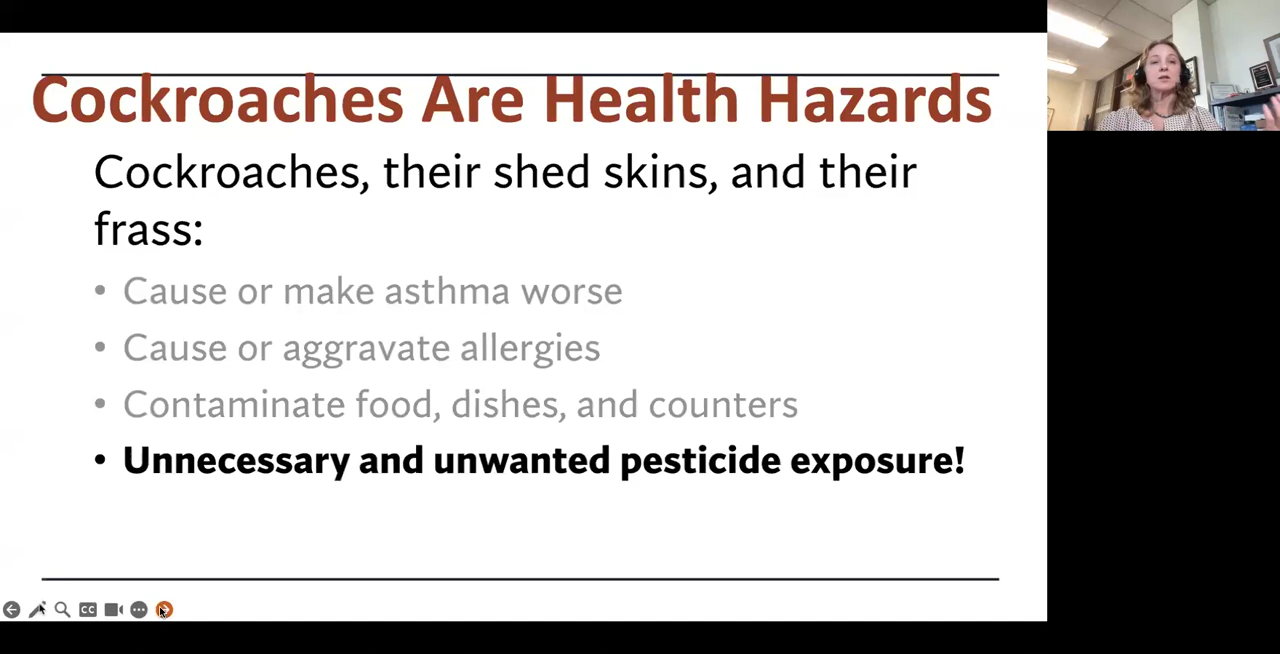 Cockroaches Are Health Hazards
Cockroaches, their shed skins, and their
frass:
• Cause or make asthma worse
• Cause or aggravate allergies
• Contaminate food, dishes, and counters
• Unnecessary and unwanted pesticide exposure!
CC